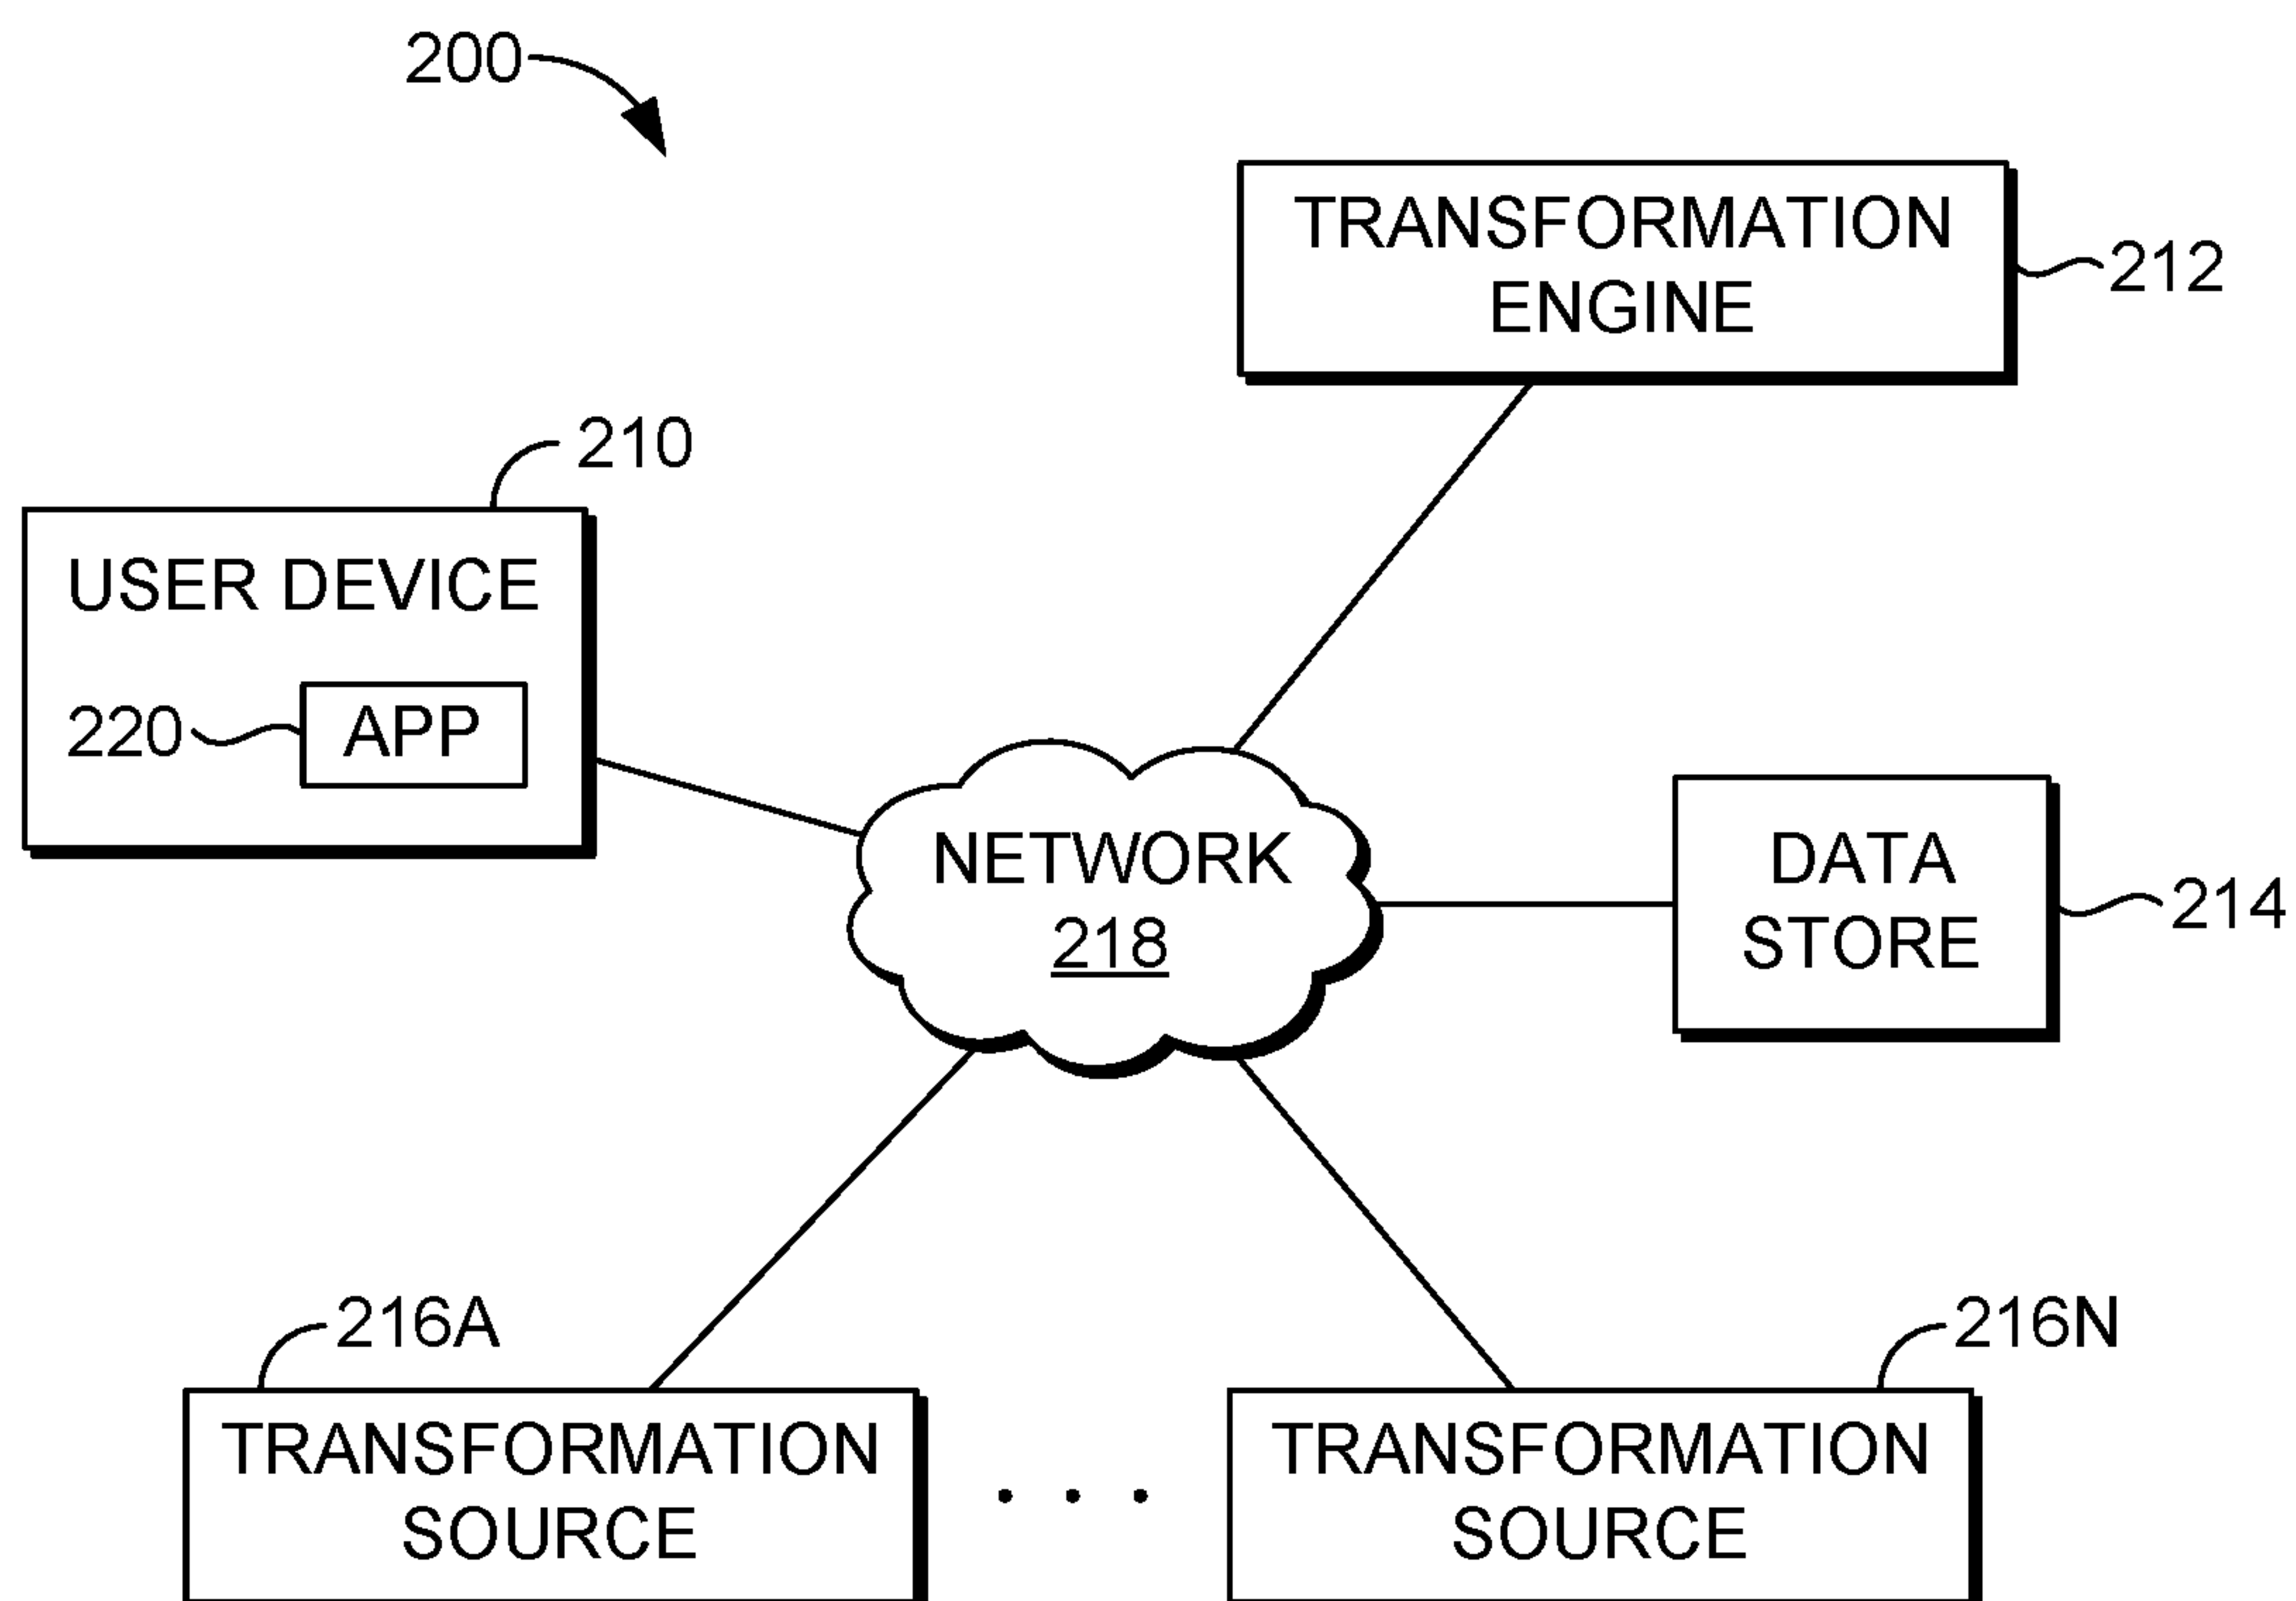 200
TRANSFORMATION
ENGINE
212
210
USER DEVICE
220
APP
NETWORK
218
DATA
STORE
214
216A
TRANSFORMATION
SOURCE
. . .
216N
TRANSFORMATION
SOURCE